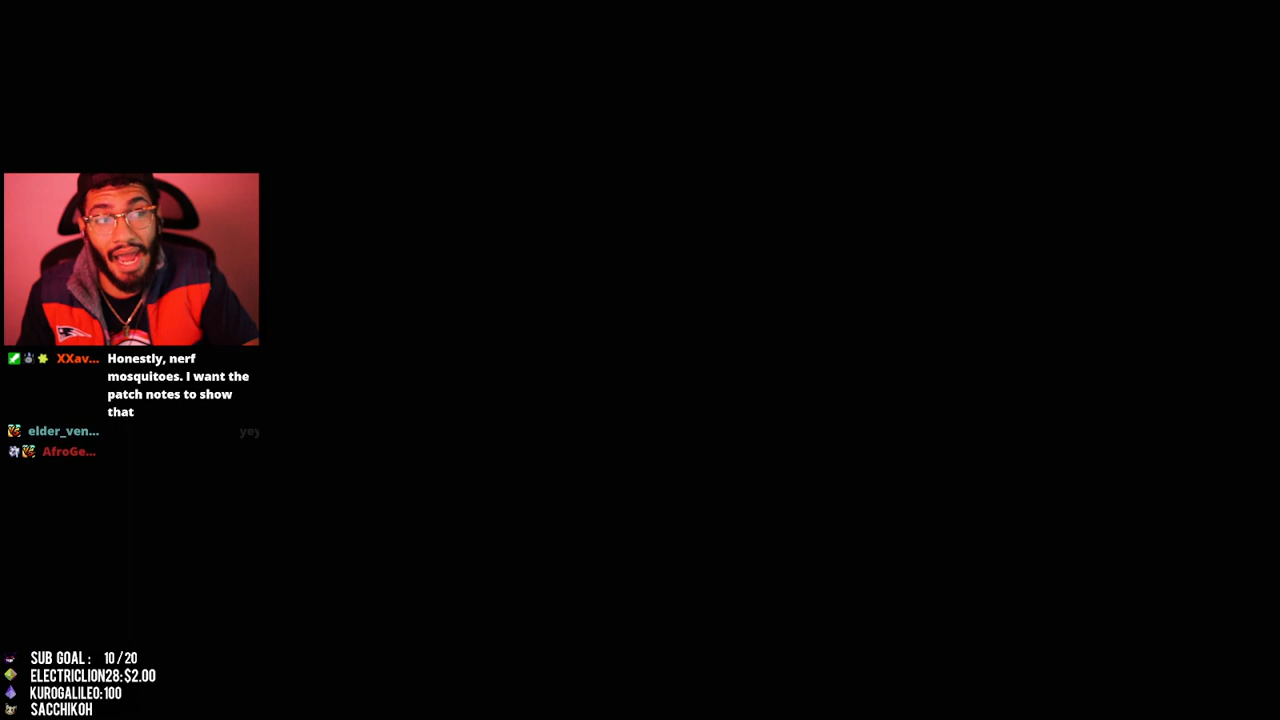 XXav... Honestly, nerf
mosquitoes. I want the
patch notes to show
that
elder_ven... yey
AfroGe...
SUB GOAL : 10 / 20
ELECTRICLION28: $2.00
KUROGALILEO: 100
SACCHIKOH